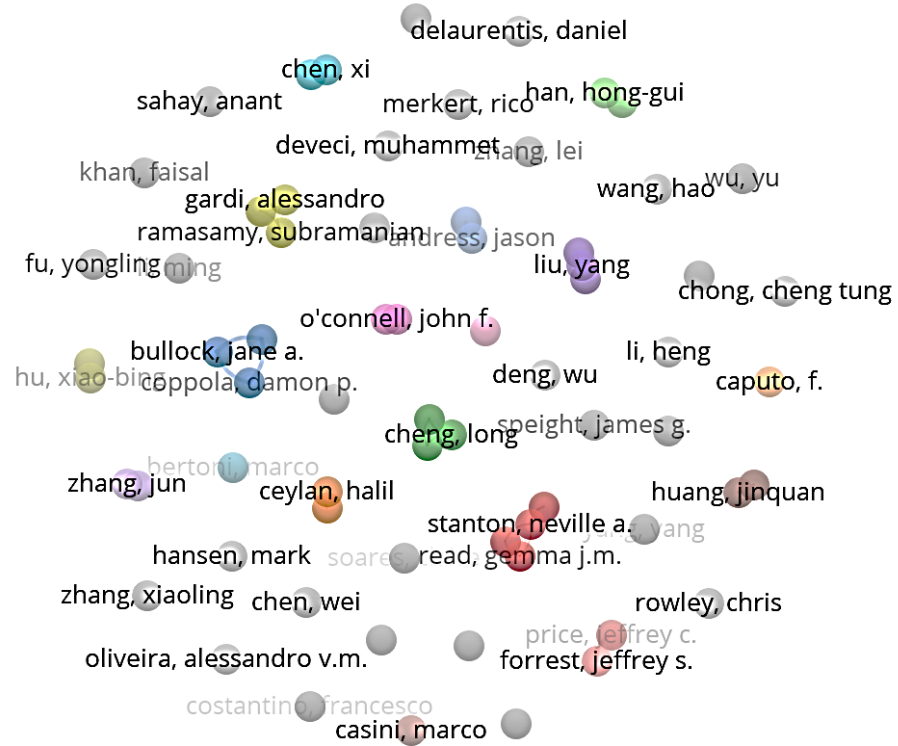 delaurentis, daniel
chen, xi
han, hong-gui
sahay, anant
merkert, rico
deveci, muhammet
zhang, lei
khan, faisal
wu, yu
wang, hao
gardi, alessandro
ramasamy, subramanian
andress, jason
fu, yongling
ming
liu, yang
chong, cheng tung
o'connell, john f.
bullock, jane a.
li, heng
hu, xiao-bing
coppola, damon p.
deng, wu
caputo, f.
speight, james g.
cheng, long
bertoni, marco
zhang, jun
ceylan, halil
huang, jinquan
stanton, neville a.
yang
hansen, mark
soares,
read, gemma j.m.
zhang, xiaoling
chen, wei
rowley, chris
price, jeffrey c.
oliveira, alessandro v.m.
forrest, jeffrey s.
costantino, francesco
casini, marco